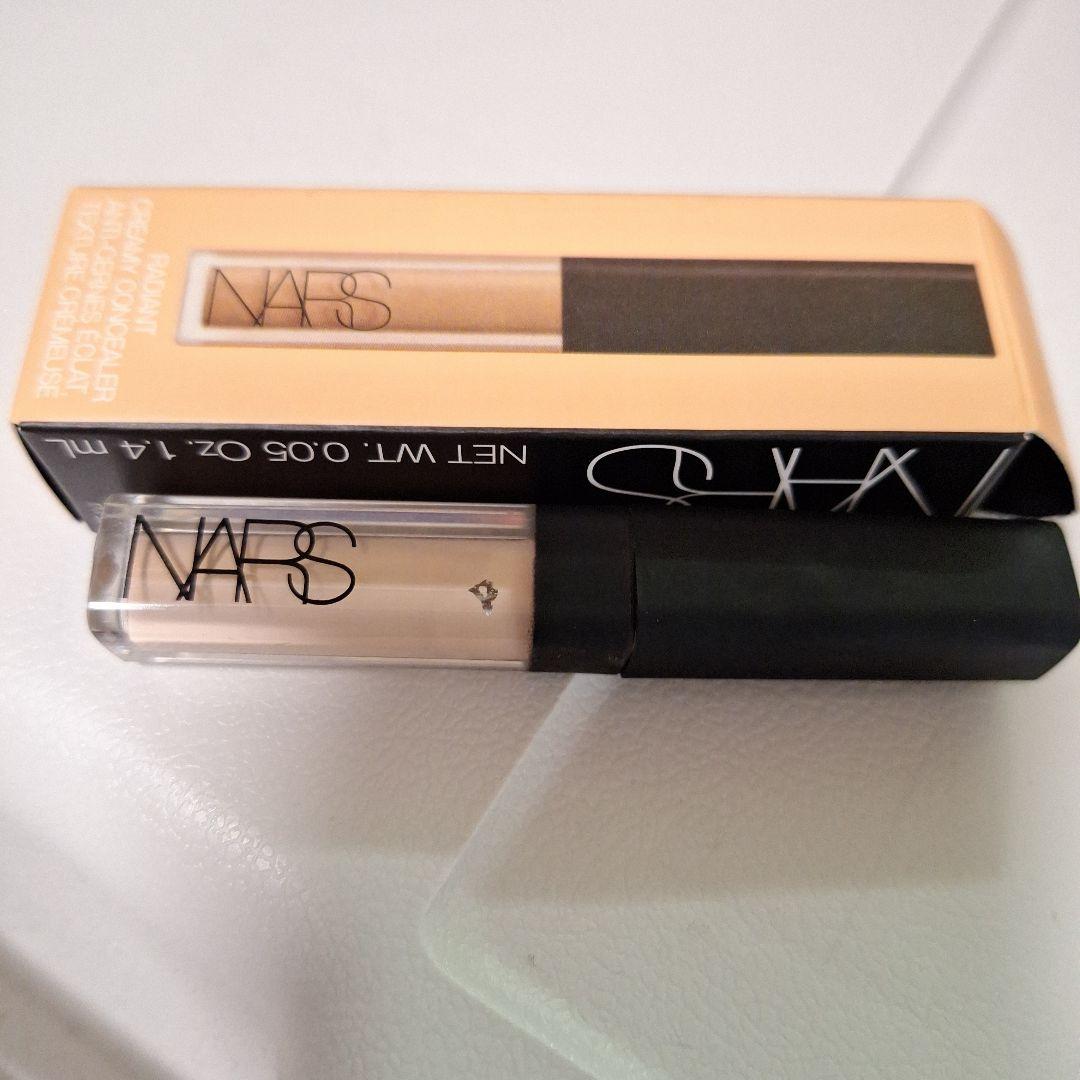 RADIANT
CREAMY CONCEALER
ANTI-CERNES ÉCLAT
TEXTURE CRÉMEUSE
NARS
NET WT. 0.05 Oz. 1.4 mL
NARS
NARS